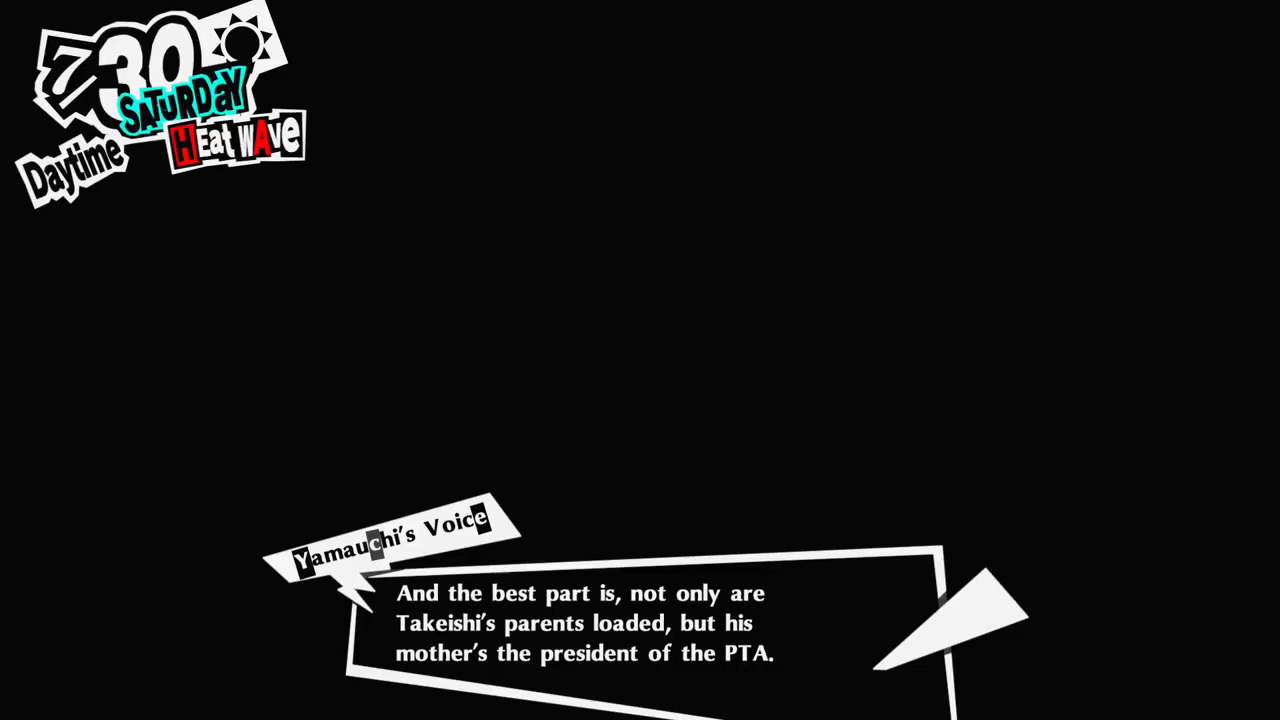 7 30
SATURDAY
Daytime
HEat WAve
Yamauchi's Voice
And the best part is, not only are
Takeishi's parents loaded, but his
mother's the president of the PTA.